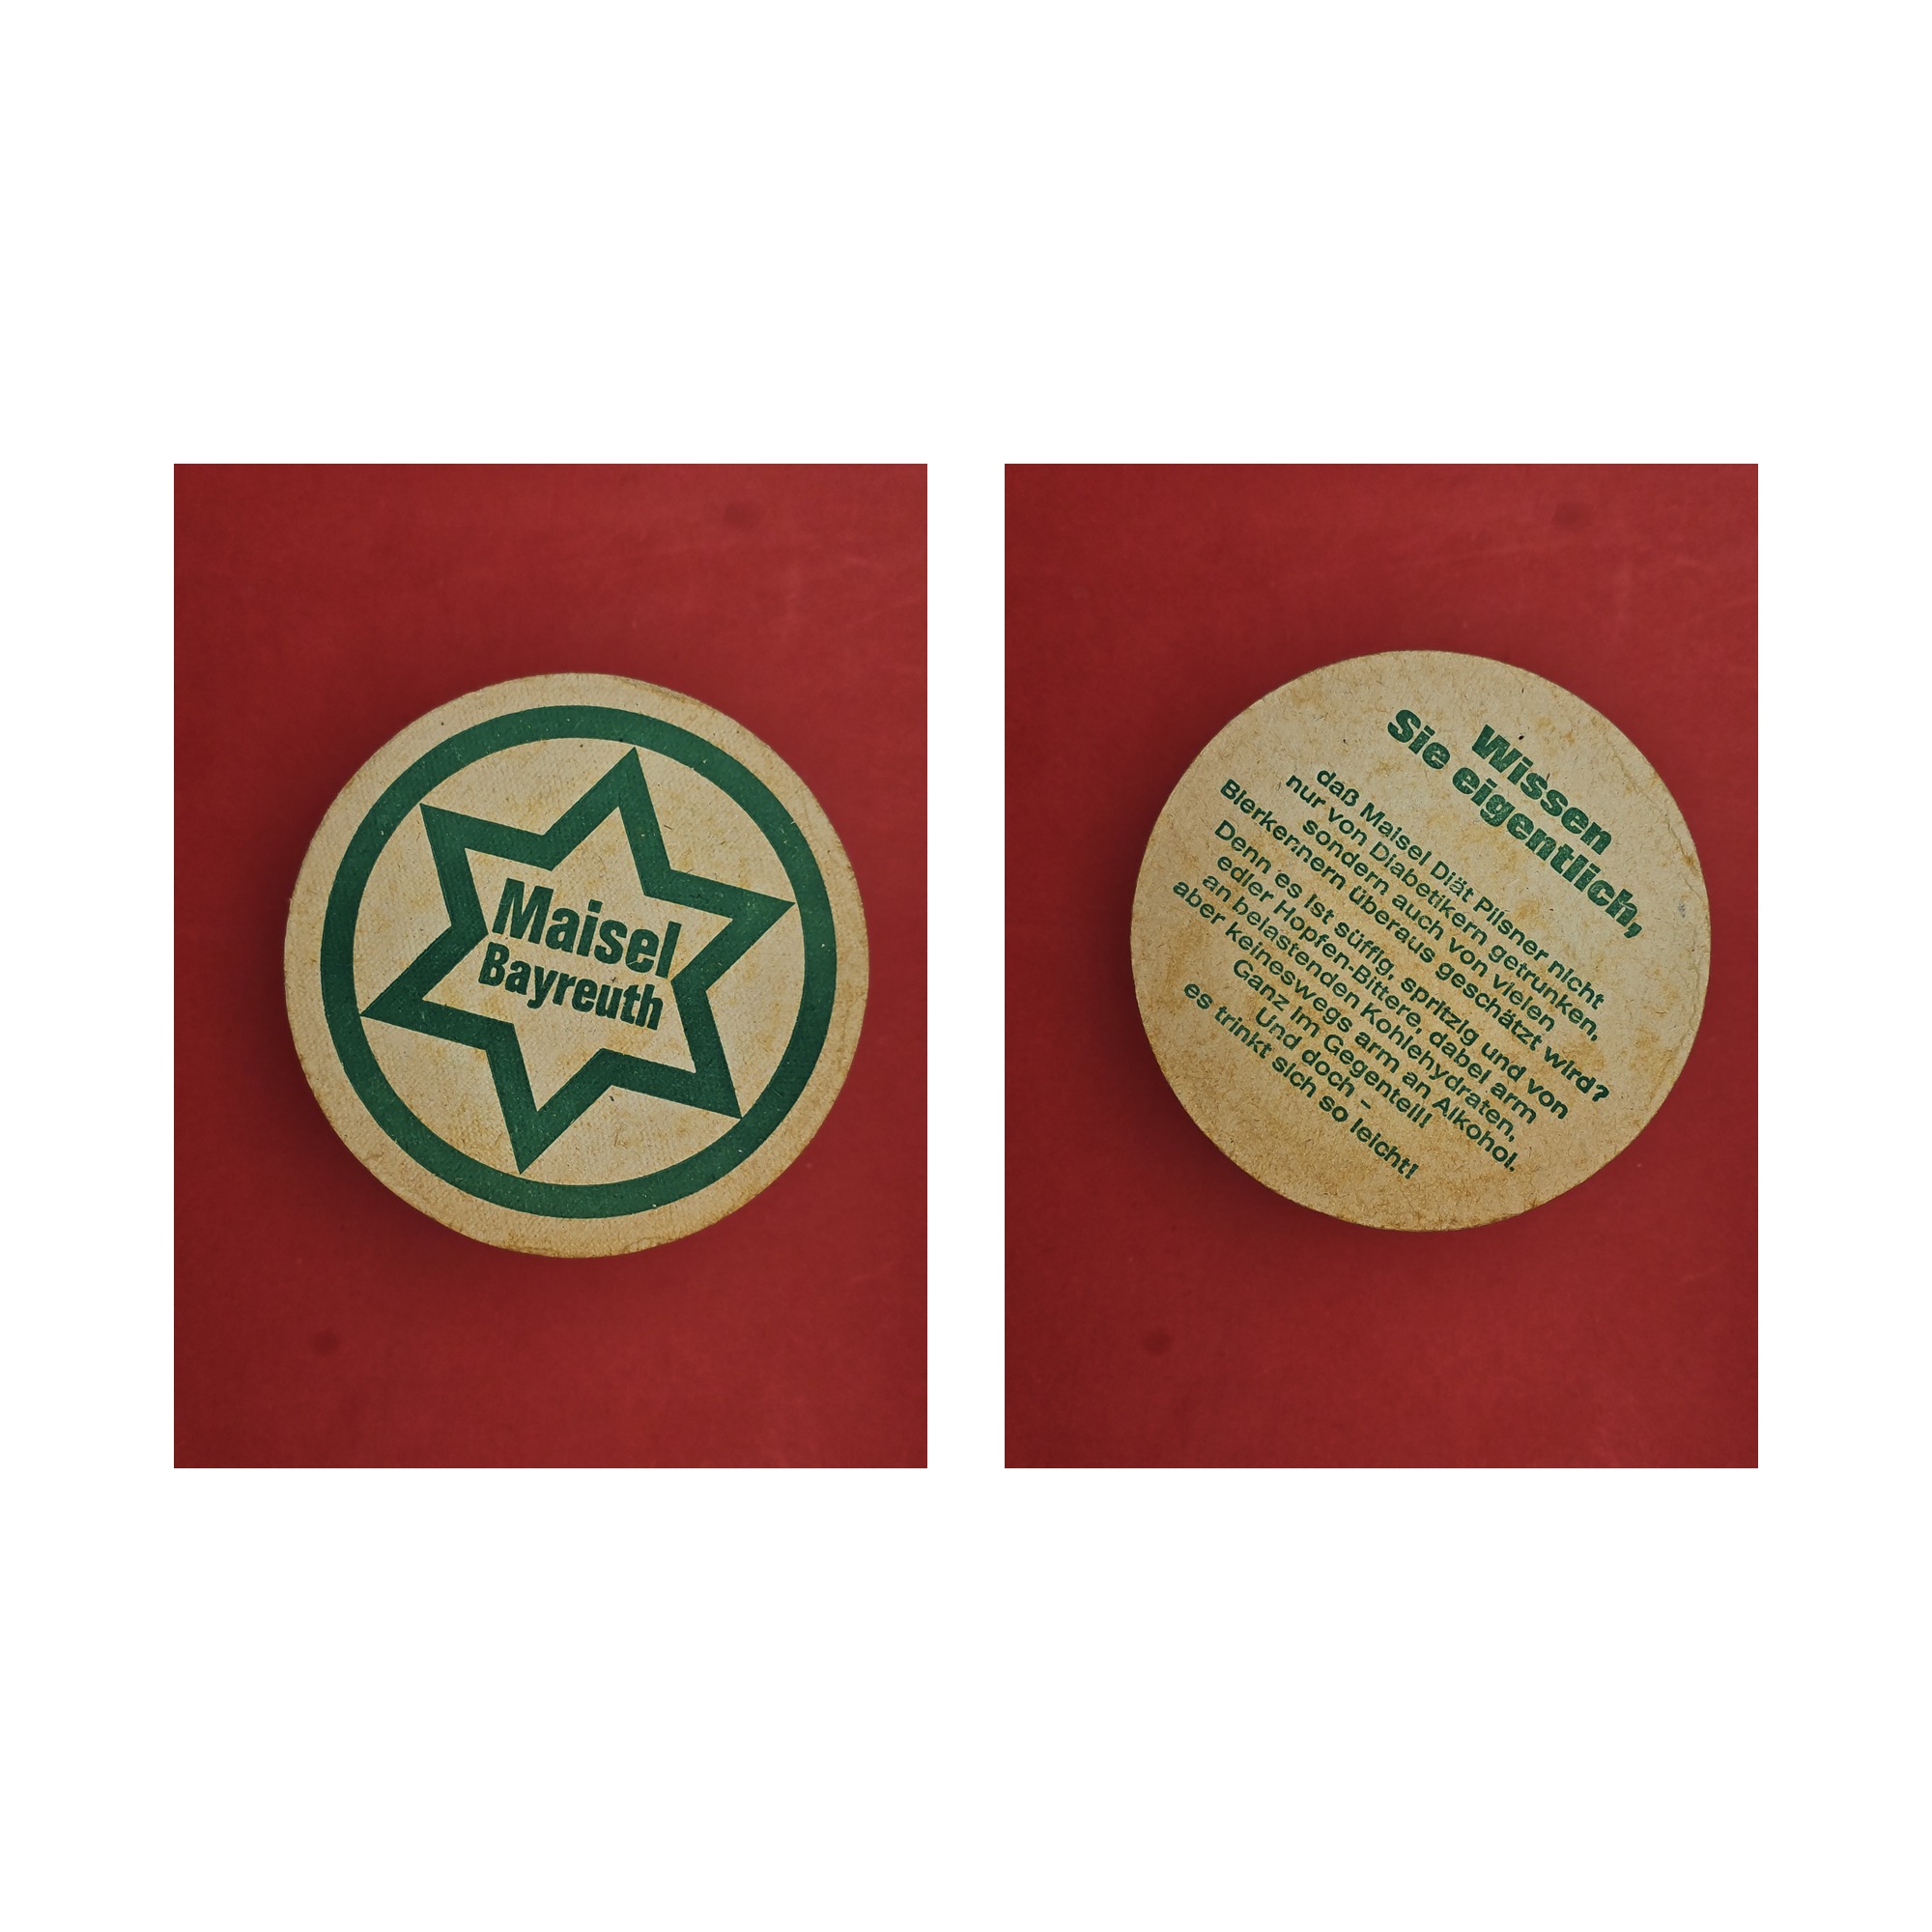 Maisel
Bayreuth
Wissen
Sie eigentlich,
daß Maisel Diät Pilsner nicht
nur von Diabetikern getrunken,
sondern auch von vielen
Bierkennern überaus geschätzt wird?
Denn es ist süffig, spritzig und von
edler Hopfen-Bittere, dabei arm
an belastenden Kohlehydraten,
aber keineswegs arm an Alkohol.
Ganz im Gegenteil!
Und doch –
es trinkt sich so leicht!